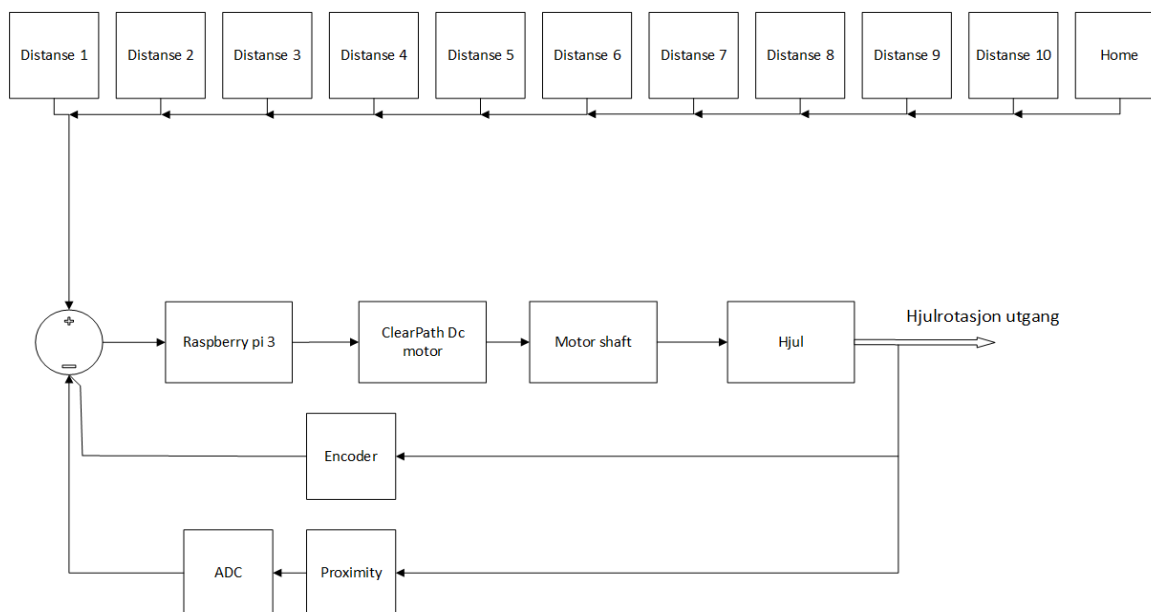 Distanse 1
Distanse 2
Distanse 3
Distanse 4
Distanse 5
Distanse 6
Distanse 7
Distanse 8
Distanse 9
Distanse 10
Home
Hjulrotasjon utgang
Raspberry pi 3
ClearPath Dc
motor
Motor shaft
Hjul
Encoder
ADC
Proximity